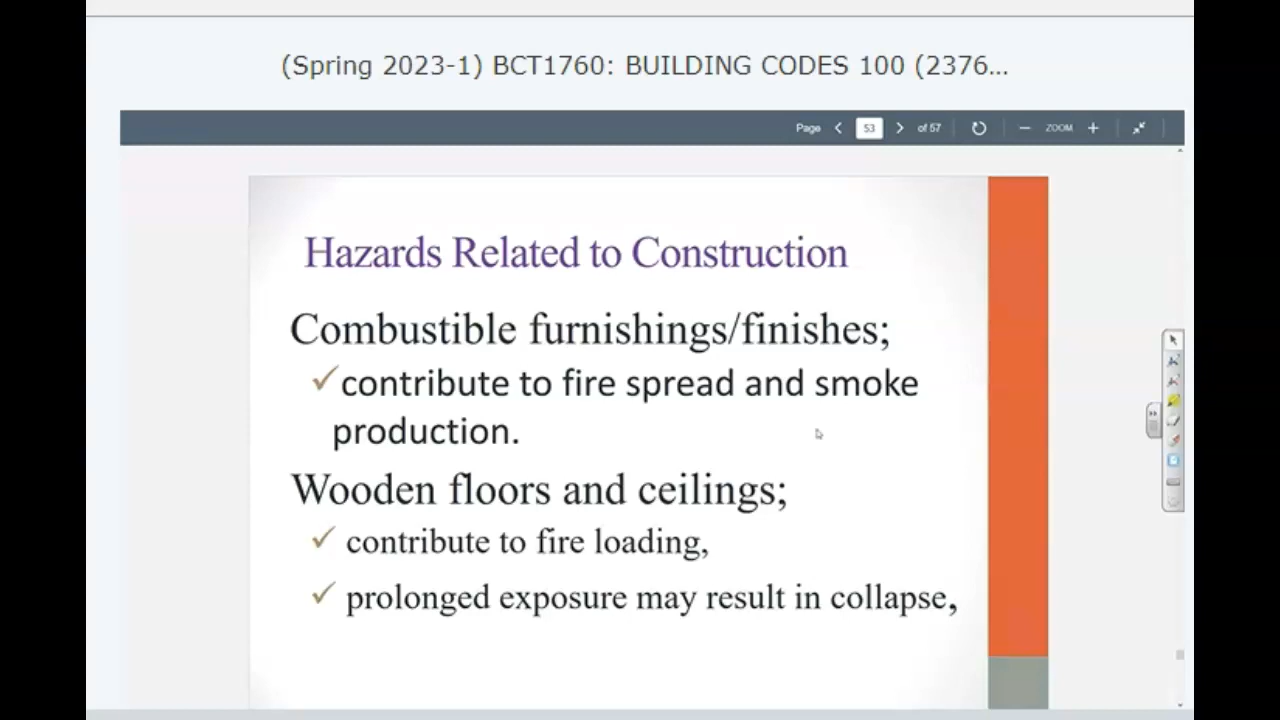 (Spring 2023-1) BCT1760: BUILDING CODES 100 (2376...
Page 53 of 57 ZOOM
Hazards Related to Construction
Combustible furnishings/finishes;
✓contribute to fire spread and smoke
production.
Wooden floors and ceilings;
✓ contribute to fire loading,
✓ prolonged exposure may result in collapse,